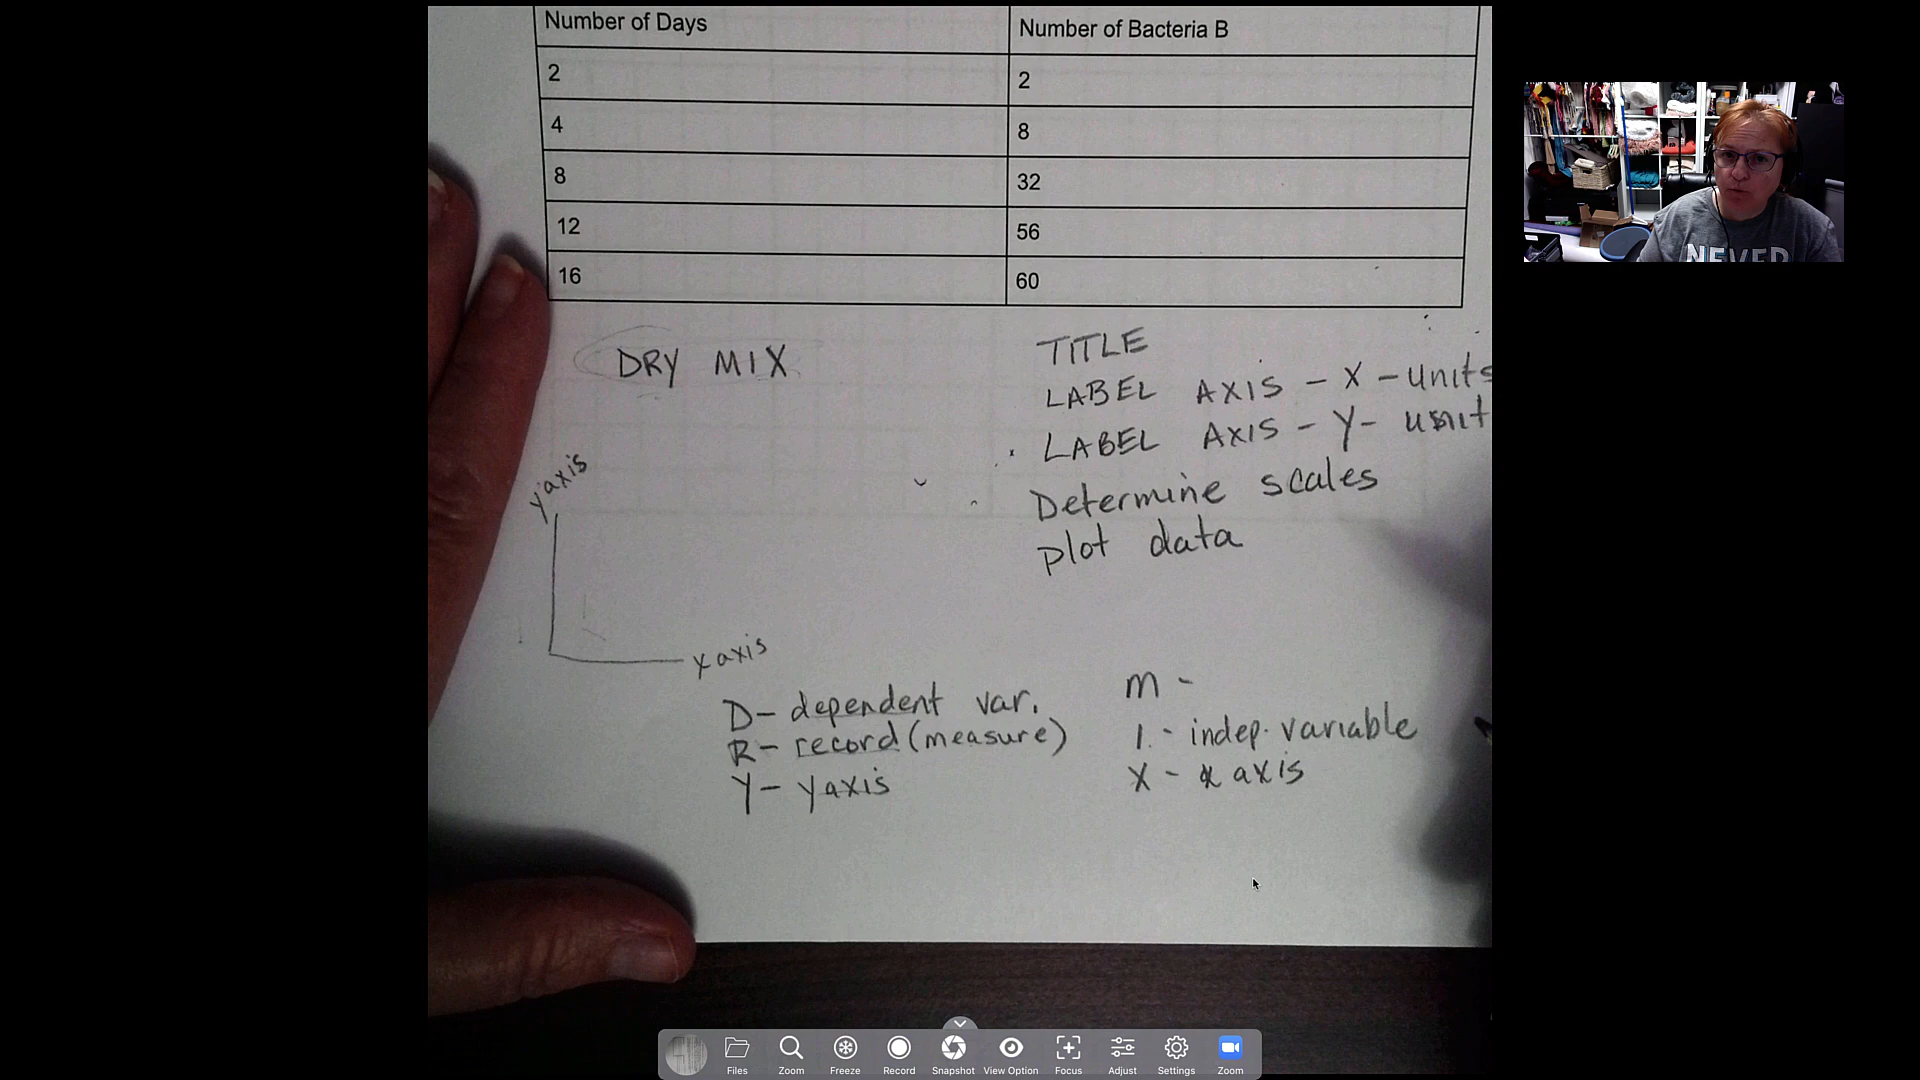 Number of Days Number of Bacteria B
2 2
4 8
8 32
12 56
16 60
DRY MIX
TITLE
LABEL AXIS - X - units
LABEL AXIS - Y - unit
Determine scales
plot data
y axis
x axis
D - dependent var.
R - record (measure)
Y - y axis
M -
I - indep. variable
X - x axis
NEVER
Files Zoom Freeze Record Snapshot View Option Focus Adjust Settings Zoom